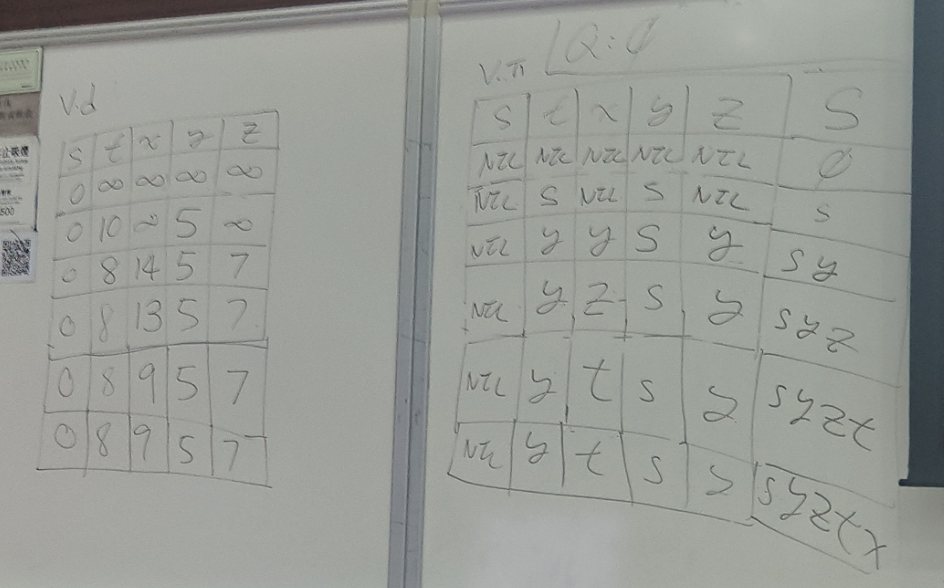 v.d
s t x y z
0 ∞ ∞ ∞ ∞
0 10 ∞ 5 ∞
0 8 14 5 7
0 8 13 5 7
0 8 9 5 7
0 8 9 5 7
v.π Q:∅
s t x y z S
NIL NIL NIL NIL NIL ∅
NIL s NIL s NIL s
NIL y y s y sy
NIL y z s y syz
NIL y t s y syzt
NIL y t s y syztx